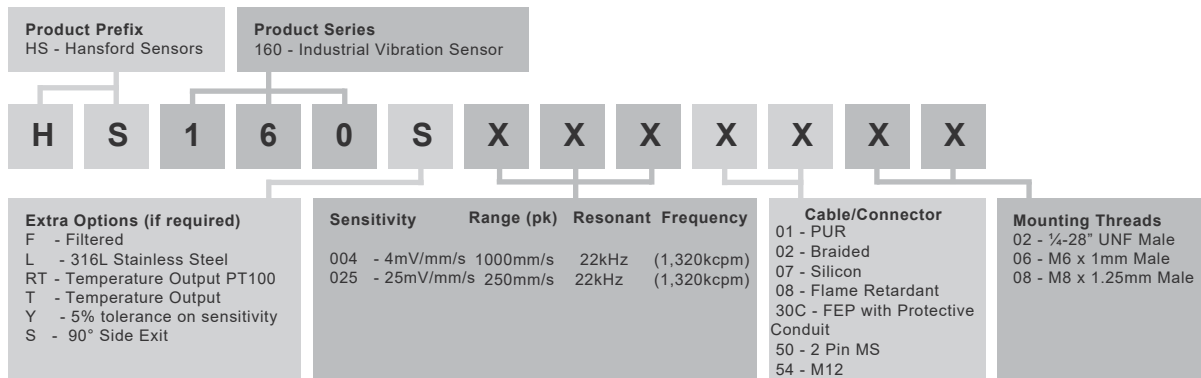 Product Prefix
HS - Hansford Sensors
Product Series
160 - Industrial Vibration Sensor
H S 1 6 0 S X X X X X X X
Extra Options (if required)
F - Filtered
L - 316L Stainless Steel
RT - Temperature Output PT100
T - Temperature Output
Y - 5% tolerance on sensitivity
S - 90° Side Exit
Sensitivity Range (pk) Resonant Frequency
004 - 4mV/mm/s 1000mm/s 22kHz (1,320kcpm)
025 - 25mV/mm/s 250mm/s 22kHz (1,320kcpm)
Cable/Connector
01 - PUR
02 - Braided
07 - Silicon
08 - Flame Retardant
30C - FEP with Protective
Conduit
50 - 2 Pin MS
54 - M12
Mounting Threads
02 - ¼-28” UNF Male
06 - M6 x 1mm Male
08 - M8 x 1.25mm Male